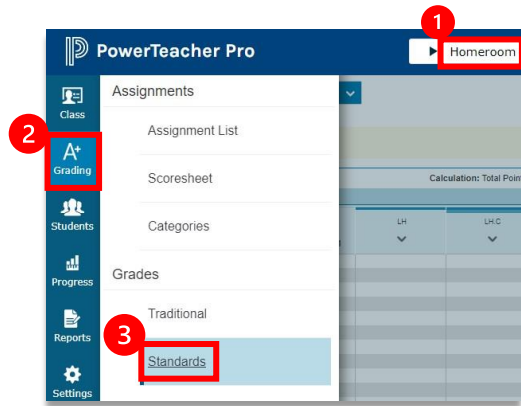 1
PowerTeacher Pro
Homeroom
Class
2
A+
Grading
Students
Progress
Reports
Settings
Assignments
Assignment List
Scoresheet
Categories
Grades
Traditional
3
Standards
Calculation: Total Poin
LH
LH.C